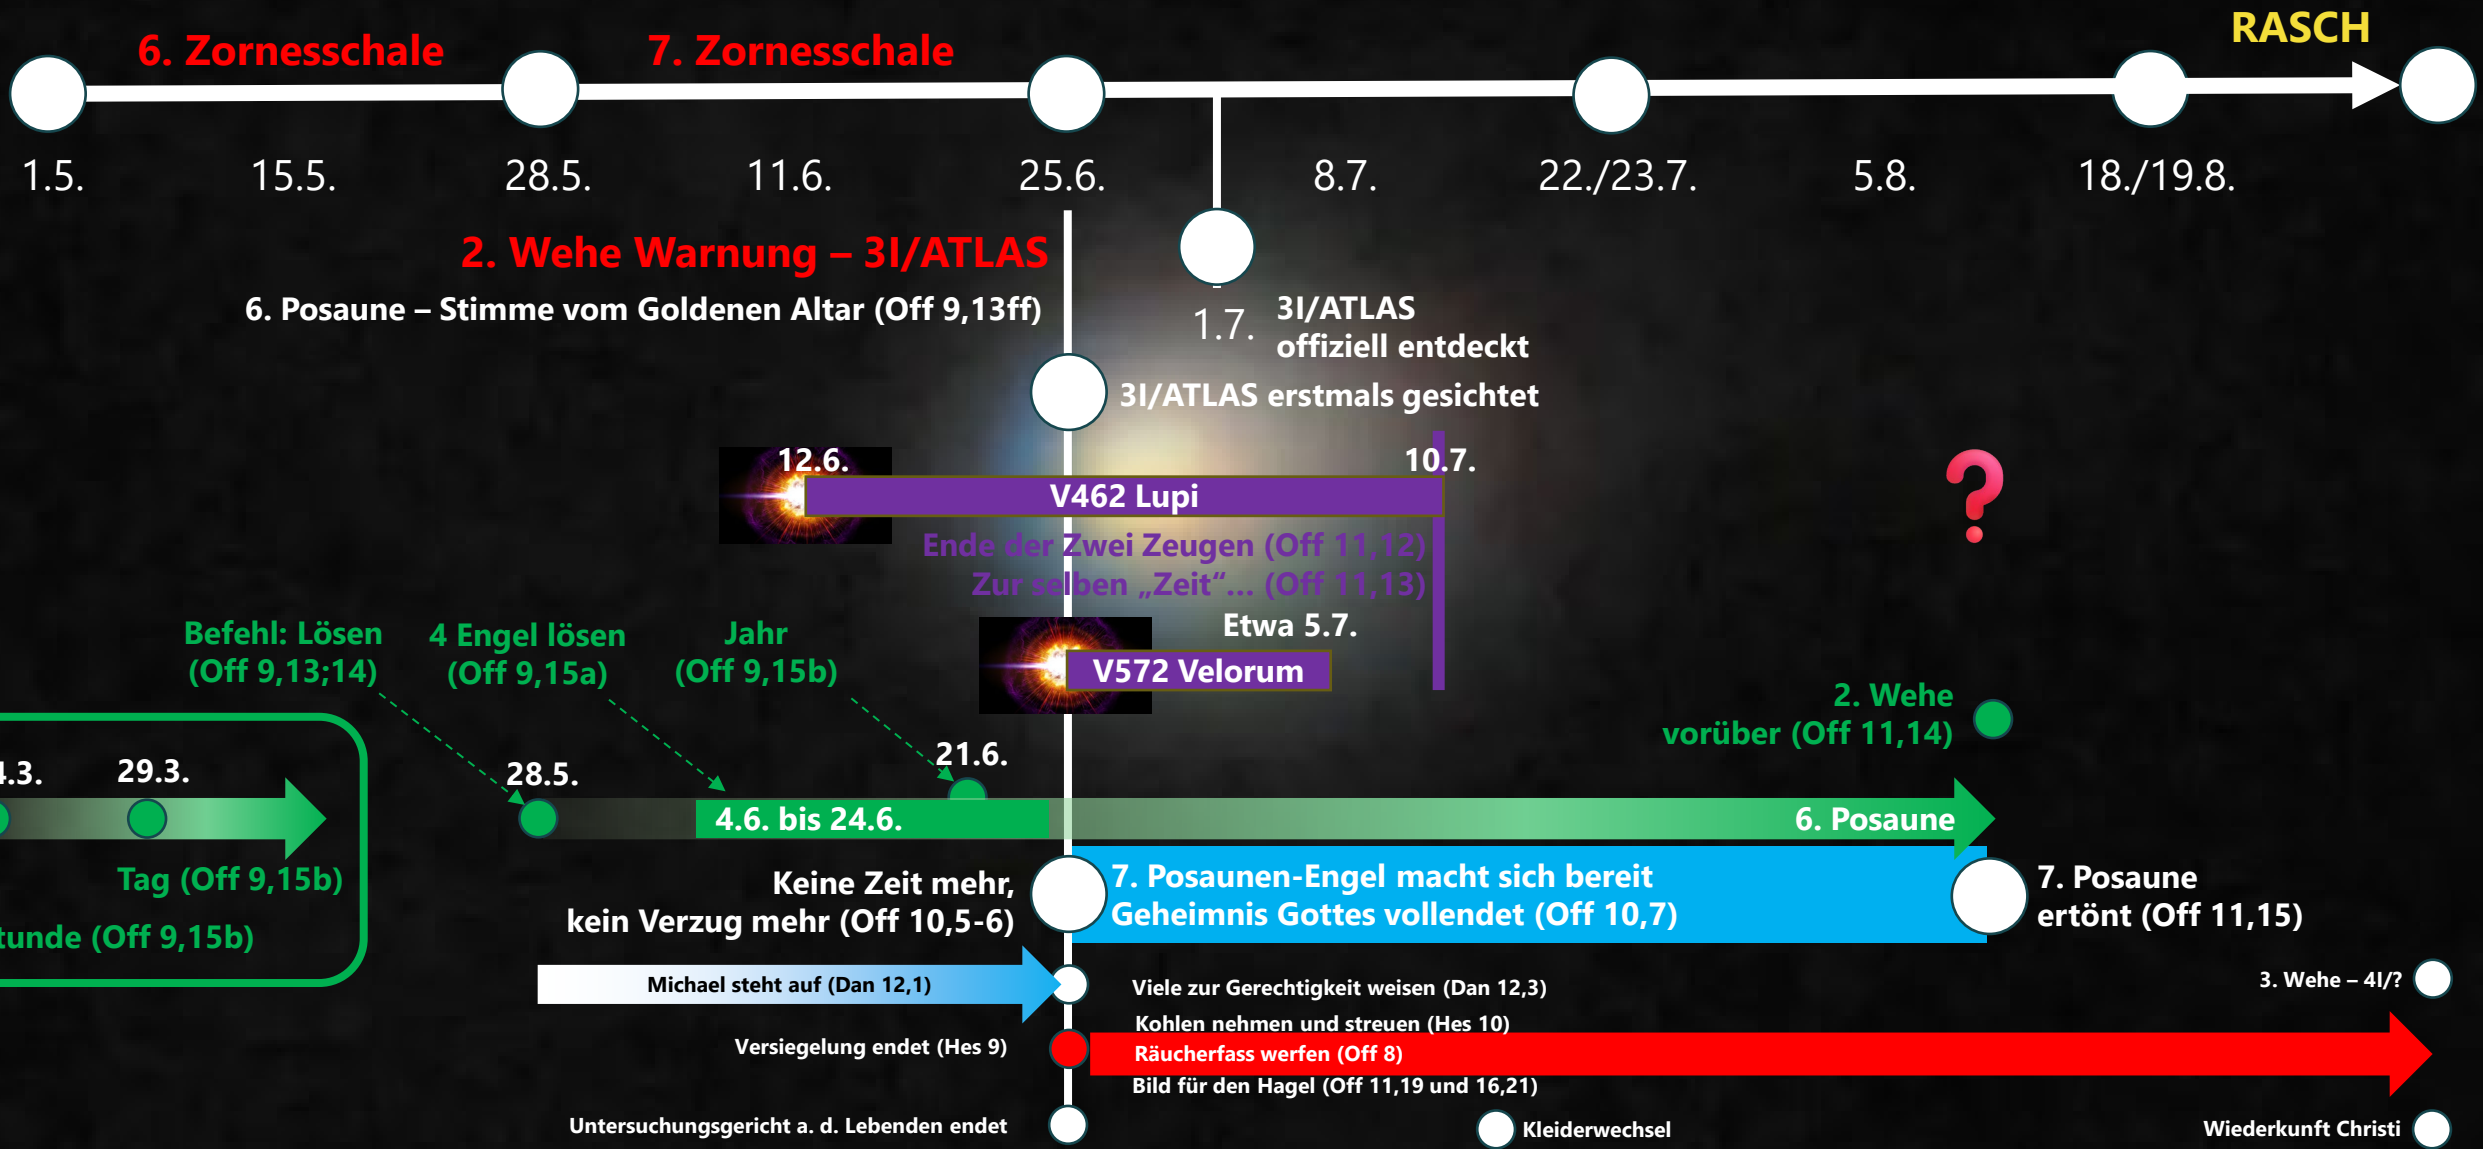 RASCH
6. Zornesschale
7. Zornesschale
1.5.
15.5.
28.5.
11.6.
25.6.
8.7.
22./23.7.
5.8.
18./19.8.
2. Wehe Warnung – 3I/ATLAS
6. Posaune – Stimme vom Goldenen Altar (Off 9,13ff)
1.7.
3I/ATLAS
offiziell entdeckt
3I/ATLAS erstmals gesichtet
12.6.
10.7.
V462 Lupi
Ende der Zwei Zeugen (Off 11,12)
Zur selben „Zeit“... (Off 11,13)
Etwa 5.7.
V572 Velorum
Befehl: Lösen
(Off 9,13;14)
4 Engel lösen
(Off 9,15a)
Jahr
(Off 9,15b)
2. Wehe
vorüber (Off 11,14)
29.3.
28.5.
21.6.
4.6. bis 24.6.
6. Posaune
Tag (Off 9,15b)
(Off 9,15b)
Keine Zeit mehr,
kein Verzug mehr (Off 10,5-6)
7. Posaunen-Engel macht sich bereit
Geheimnis Gottes vollendet (Off 10,7)
7. Posaune
ertönt (Off 11,15)
Michael steht auf (Dan 12,1)
Viele zur Gerechtigkeit weisen (Dan 12,3)
3. Wehe – 4I/?
Kohlen nehmen und streuen (Hes 10)
Versiegelung endet (Hes 9)
Räucherfass werfen (Off 8)
Bild für den Hagel (Off 11,19 und 16,21)
Untersuchungsgericht a. d. Lebenden endet
Kleiderwechsel
Wiederkunft Christi